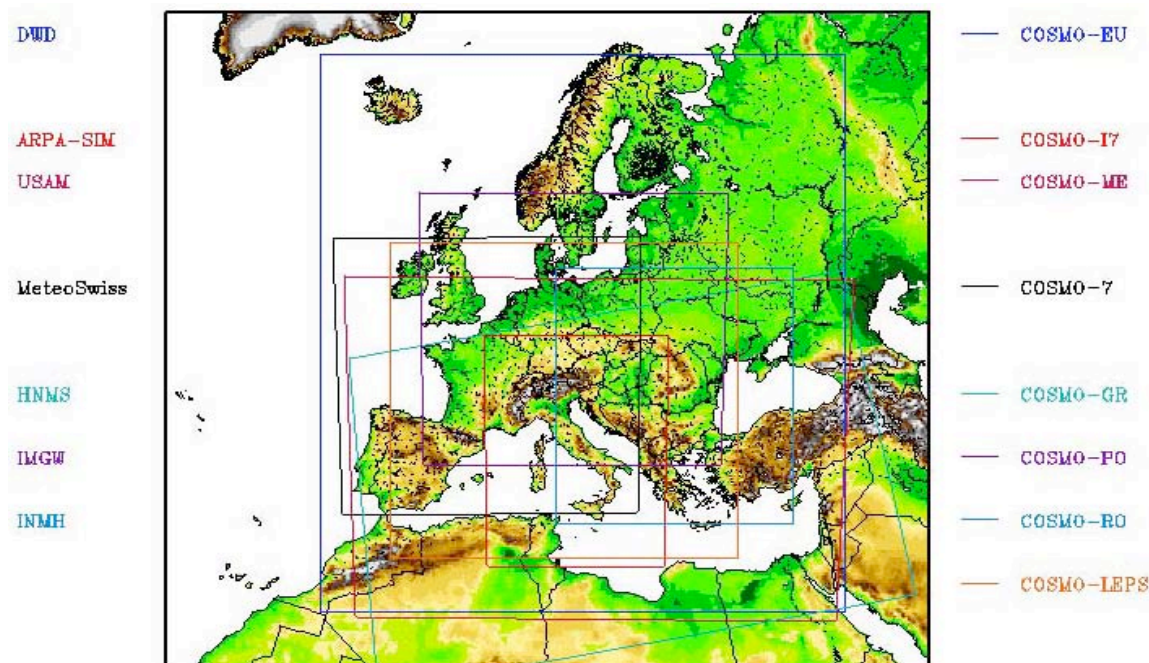 DWD — COSMO-EU
ARPA-SIM — COSMO-I7
USAM — COSMO-ME
MeteoSwiss — COSMO-7
HNMS — COSMO-GR
IMGW — COSMO-PO
INMH — COSMO-RO
— COSMO-LEPS